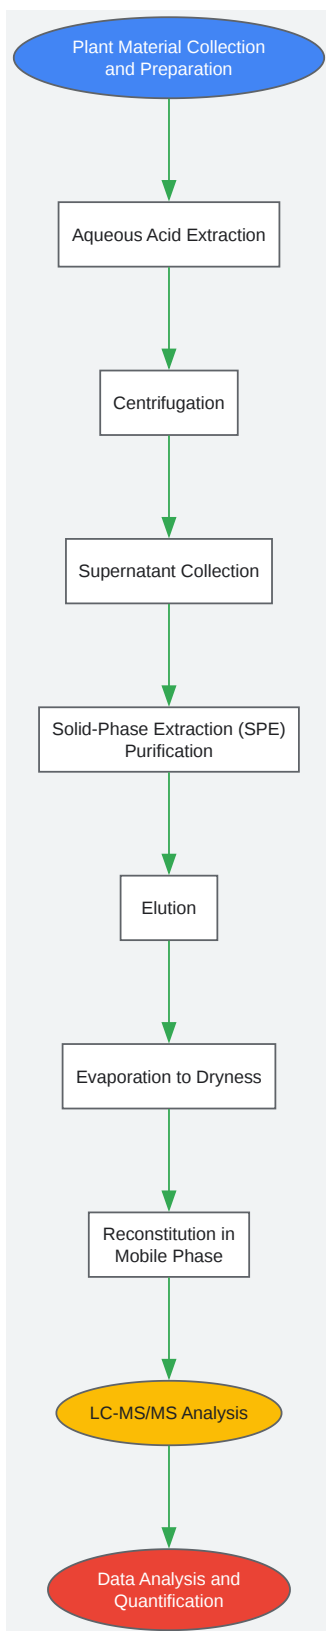 Plant Material Collection
and Preparation
Aqueous Acid Extraction
Centrifugation
Supernatant Collection
Solid-Phase Extraction (SPE)
Purification
Elution
Evaporation to Dryness
Reconstitution in
Mobile Phase
LC-MS/MS Analysis
Data Analysis and
Quantification